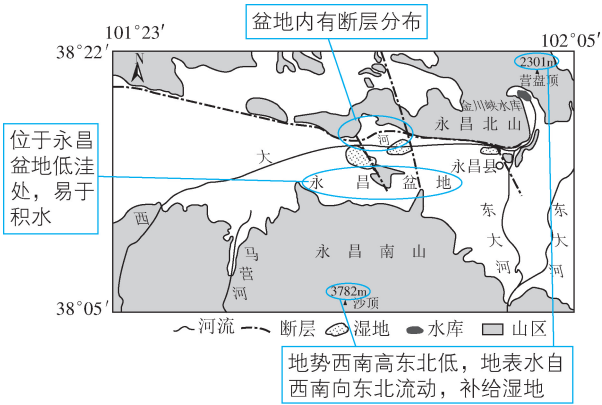 盆地内有断层分布
101°23′
102°05′
38°22′
N
2301m
营盘顶
金川峡水库
永昌北山
位于永昌
盆地低洼
处，易于
积水
大
河
永昌县
永昌盆地
西
马
营
河
永昌南山
东
大
河
东
大
河
3782m
沙顶
38°05′
河流
断层
湿地
水库
山区
地势西南高东北低，地表水自
西南向东北流动，补给湿地